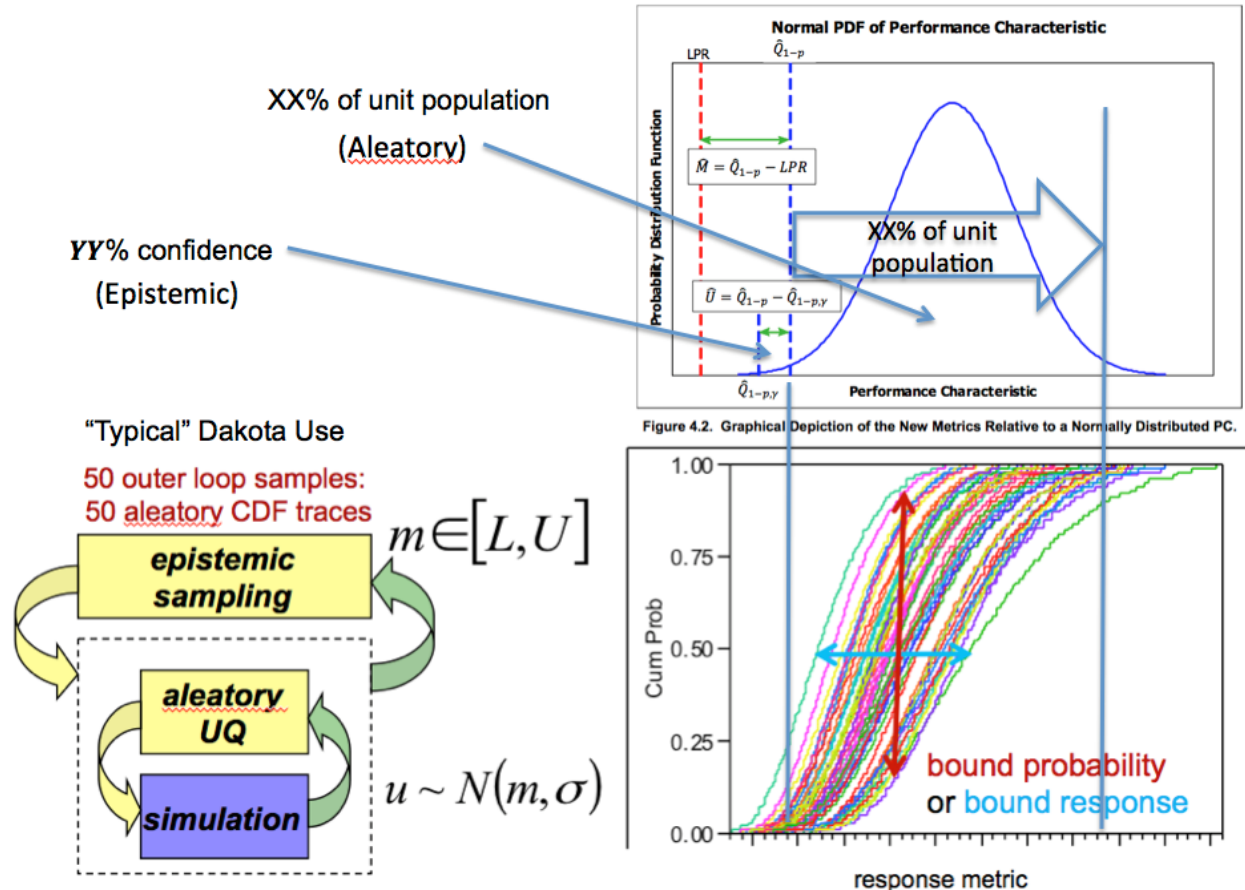 Normal PDF of Performance Characteristic
LPR
Q̂₁₋ₚ
XX% of unit population
(Aleatory)
M̂ = Q̂₁₋ₚ − LPR
XX% of unit
population
YY% confidence
(Epistemic)
Û = Q̂₁₋ₚ − Q̂₁₋ₚ,ᵧ
Probability Distribution Function
Q̂₁₋ₚ,ᵧ
Performance Characteristic
Figure 4.2. Graphical Depiction of the New Metrics Relative to a Normally Distributed PC.
“Typical” Dakota Use
50 outer loop samples:
50 aleatory CDF traces
epistemic
sampling
m∈[L,U]
aleatory
UQ
simulation
u ~ N(m,σ)
1.00
0.75
0.50
0.25
0.00
Cum Prob
bound probability
or bound response
response metric